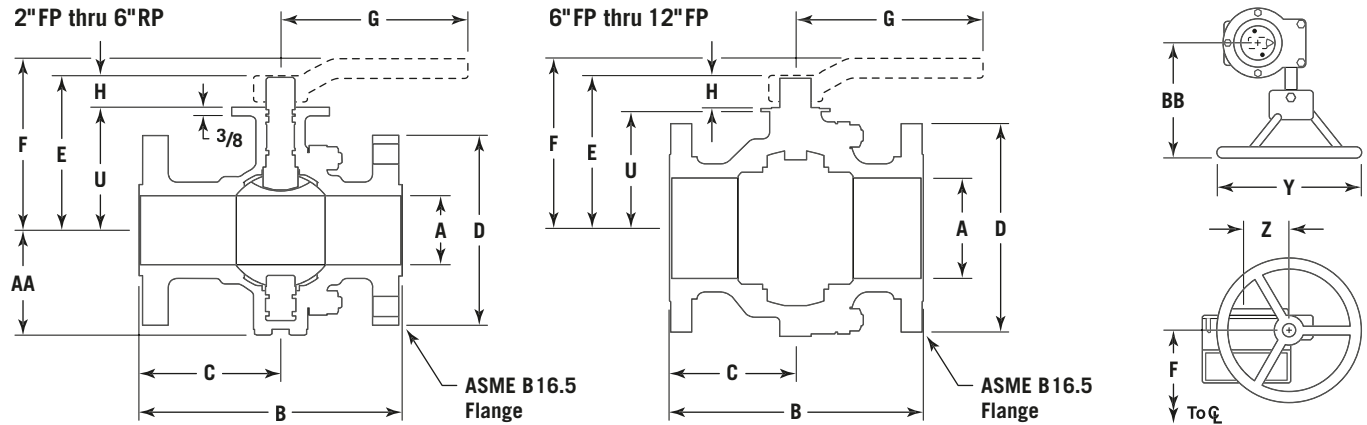 2"FP thru 6"RP
G
H
F
E
U
3/8
A
D
AA
C
B
ASME B16.5
Flange
6"FP thru 12"FP
G
H
F
E
U
A
D
C
B
ASME B16.5
Flange
BB
Y
Z
F
To ℄